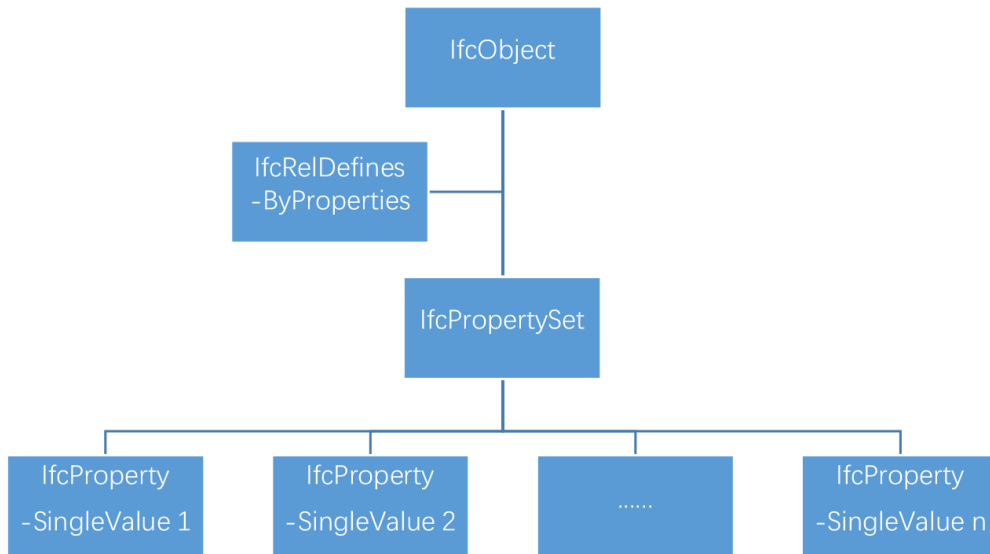 IfcObject
IfcRelDefines
-ByProperties
IfcPropertySet
IfcProperty
-SingleValue 1
IfcProperty
-SingleValue 2
......
IfcProperty
-SingleValue n